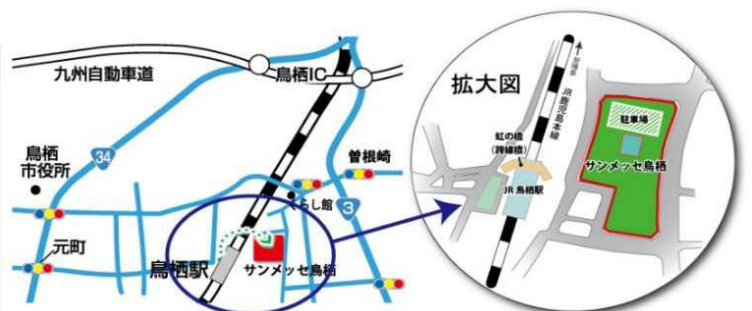 九州自動車道
鳥栖IC
鳥栖
市役所
34
曽根崎
くらし館
3
元町
鳥栖駅
サンメッセ鳥栖
拡大図
JR鹿児島本線
駐車場
虹の橋
(跨線橋)
サンメッセ鳥栖
JR 鳥栖駅